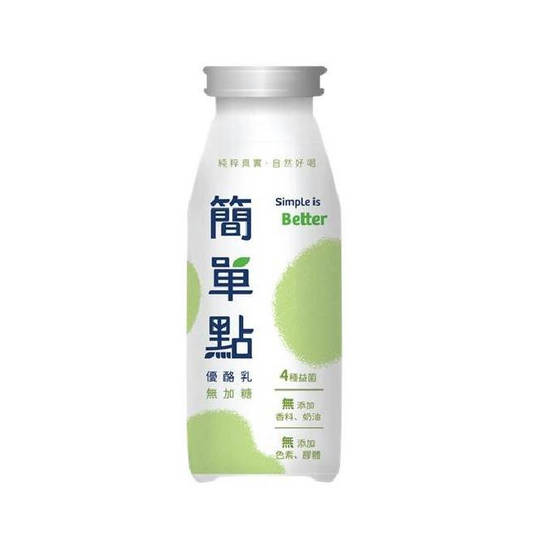 純粹真實·自然好喝
簡單點
優酪乳
無加糖
Simple is
Better
4種益菌
無添加
香料、奶油
無添加
色素、膠體